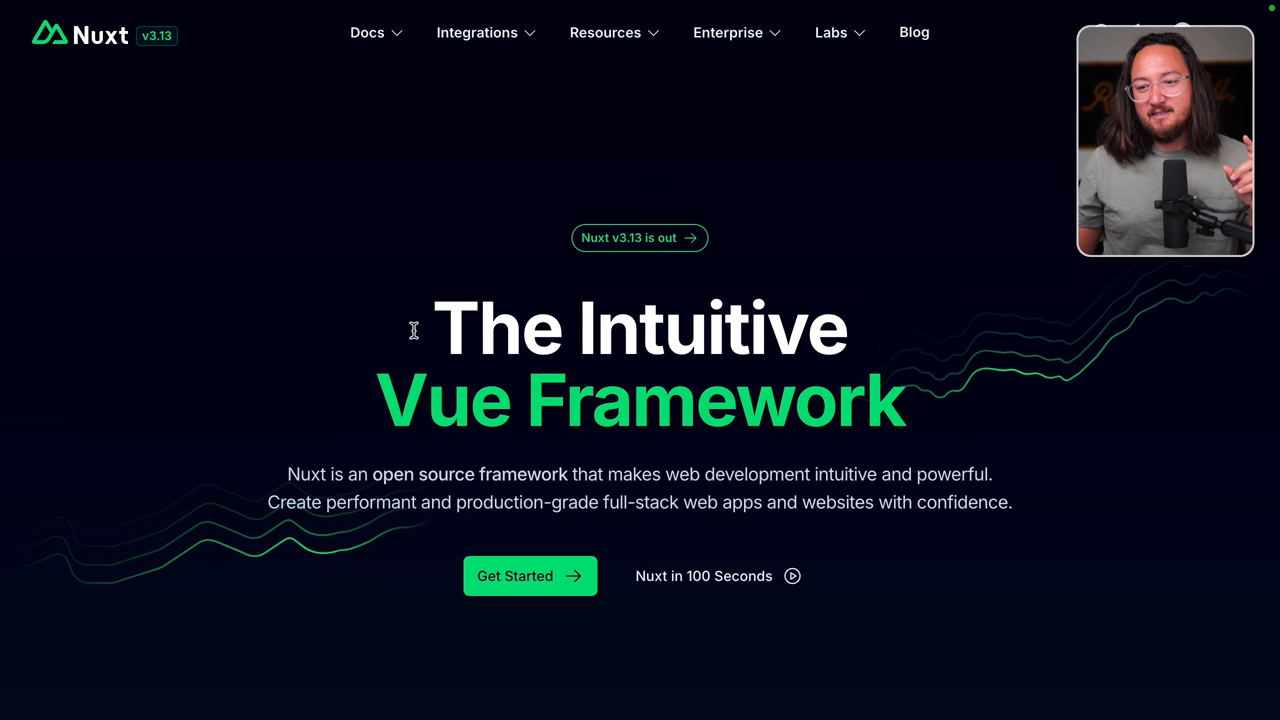 Nuxt v3.13
Docs
Integrations
Resources
Enterprise
Labs
Blog
Nuxt v3.13 is out
The Intuitive
Vue Framework
Nuxt is an open source framework that makes web development intuitive and powerful.
Create performant and production-grade full-stack web apps and websites with confidence.
Get Started
Nuxt in 100 Seconds